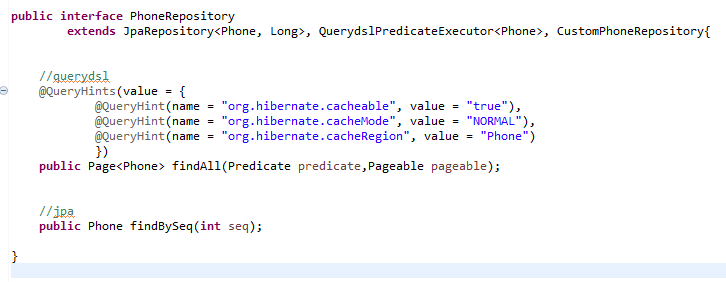 public interface PhoneRepository
extends JpaRepository<Phone, Long>, QuerydslPredicateExecutor<Phone>, CustomPhoneRepository{
//querydsl
@QueryHints(value = {
@QueryHint(name = "org.hibernate.cacheable", value = "true"),
@QueryHint(name = "org.hibernate.cacheMode", value = "NORMAL"),
@QueryHint(name = "org.hibernate.cacheRegion", value = "Phone")
})
public Page<Phone> findAll(Predicate predicate,Pageable pageable);
//jpa
public Phone findBySeq(int seq);
}